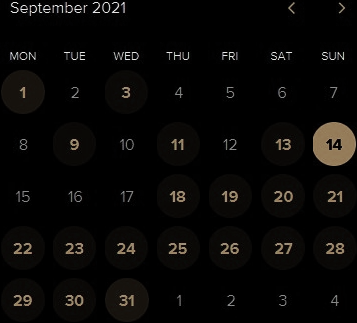 September 2021 < >
MON TUE WED THU FRI SAT SUN
1 2 3 4 5 6 7
8 9 10 11 12 13 14
15 16 17 18 19 20 21
22 23 24 25 26 27 28
29 30 31 1 2 3 4